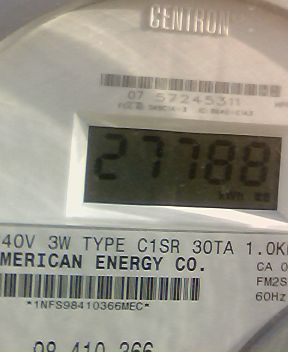 CENTRON
07 57245311
27788
kWh
40V 3W TYPE C1SR 30TA 1.0K
MERICAN ENERGY CO.
CA 0
FM2S
60Hz
*1NFS98410366MEC*
98 410 366